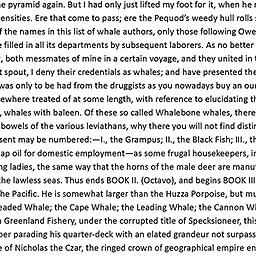 e pyramid again. But I had only just lifted my foot for it, when he r
ensities. Ere that come to pass; ere the Pequod's weedy hull rolls s
f the names in this list of whale authors, only those following Owe
e filled in all its departments by subsequent laborers. As no better
, both messmates of mine in a certain voyage, and they united in t
t spout, I deny their credentials as whales; and have presented the
was only to be had from the druggists as you nowadays buy an our
ewhere treated of at some length, with reference to elucidating th
, whales with baleen. Of these so called Whalebone whales, there
bowels of the various leviathans, why there you will not find distin
sent may be numbered:—I., the Grampus; II., the Black Fish; III., th
ap oil for domestic employment—as some frugal housekeepers, in
ng ladies, the same way that the horns of the male deer are manu
the lawless seas. Thus ends BOOK II. (Octavo), and begins BOOK III
he Pacific. He is somewhat larger than the Huzza Porpoise, but mu
eaded Whale; the Cape Whale; the Leading Whale; the Cannon W
n Greenland Fishery, under the corrupted title of Specksioneer, this
per parading his quarter-deck with an elated grandeur not surpass
e of Nicholas the Czar, the ringed crown of geographical empire en